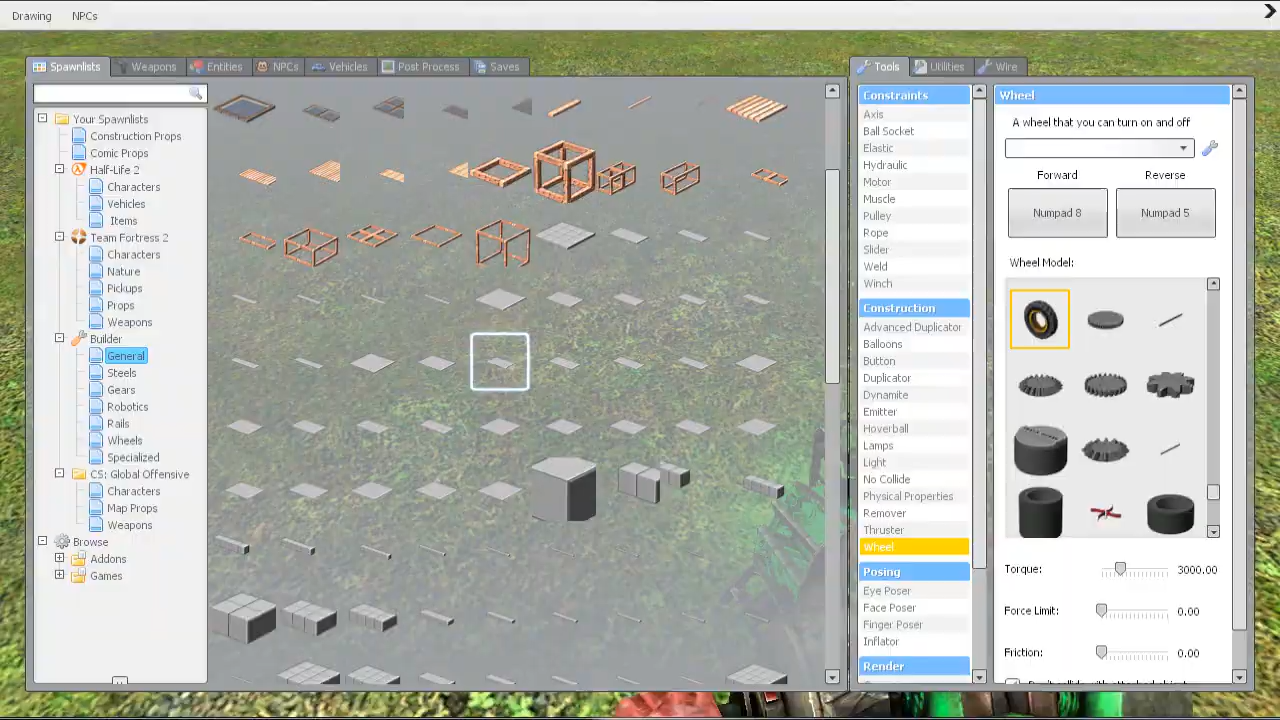 Drawing NPCs
Spawnlists Weapons Entities NPCs Vehicles Post Process Saves
Your Spawnlists
Construction Props
Comic Props
Half-Life 2
Characters
Vehicles
Items
Team Fortress 2
Characters
Nature
Pickups
Props
Weapons
Builder
General
Steels
Gears
Robotics
Rails
Wheels
Specialized
CS: Global Offensive
Characters
Map Props
Weapons
Browse
Addons
Games
Tools Utilities Wire
Constraints
Axis
Ball Socket
Elastic
Hydraulic
Motor
Muscle
Pulley
Rope
Slider
Weld
Winch
Construction
Advanced Duplicator
Balloons
Button
Duplicator
Dynamite
Emitter
Hoverball
Lamps
Light
No Collide
Physical Properties
Remover
Thruster
Wheel
Posing
Eye Poser
Face Poser
Finger Poser
Inflator
Render
Wheel
A wheel that you can turn on and off
Forward Reverse
Numpad 8 Numpad 5
Wheel Model:
Torque: 3000.00
Force Limit: 0.00
Friction: 0.00